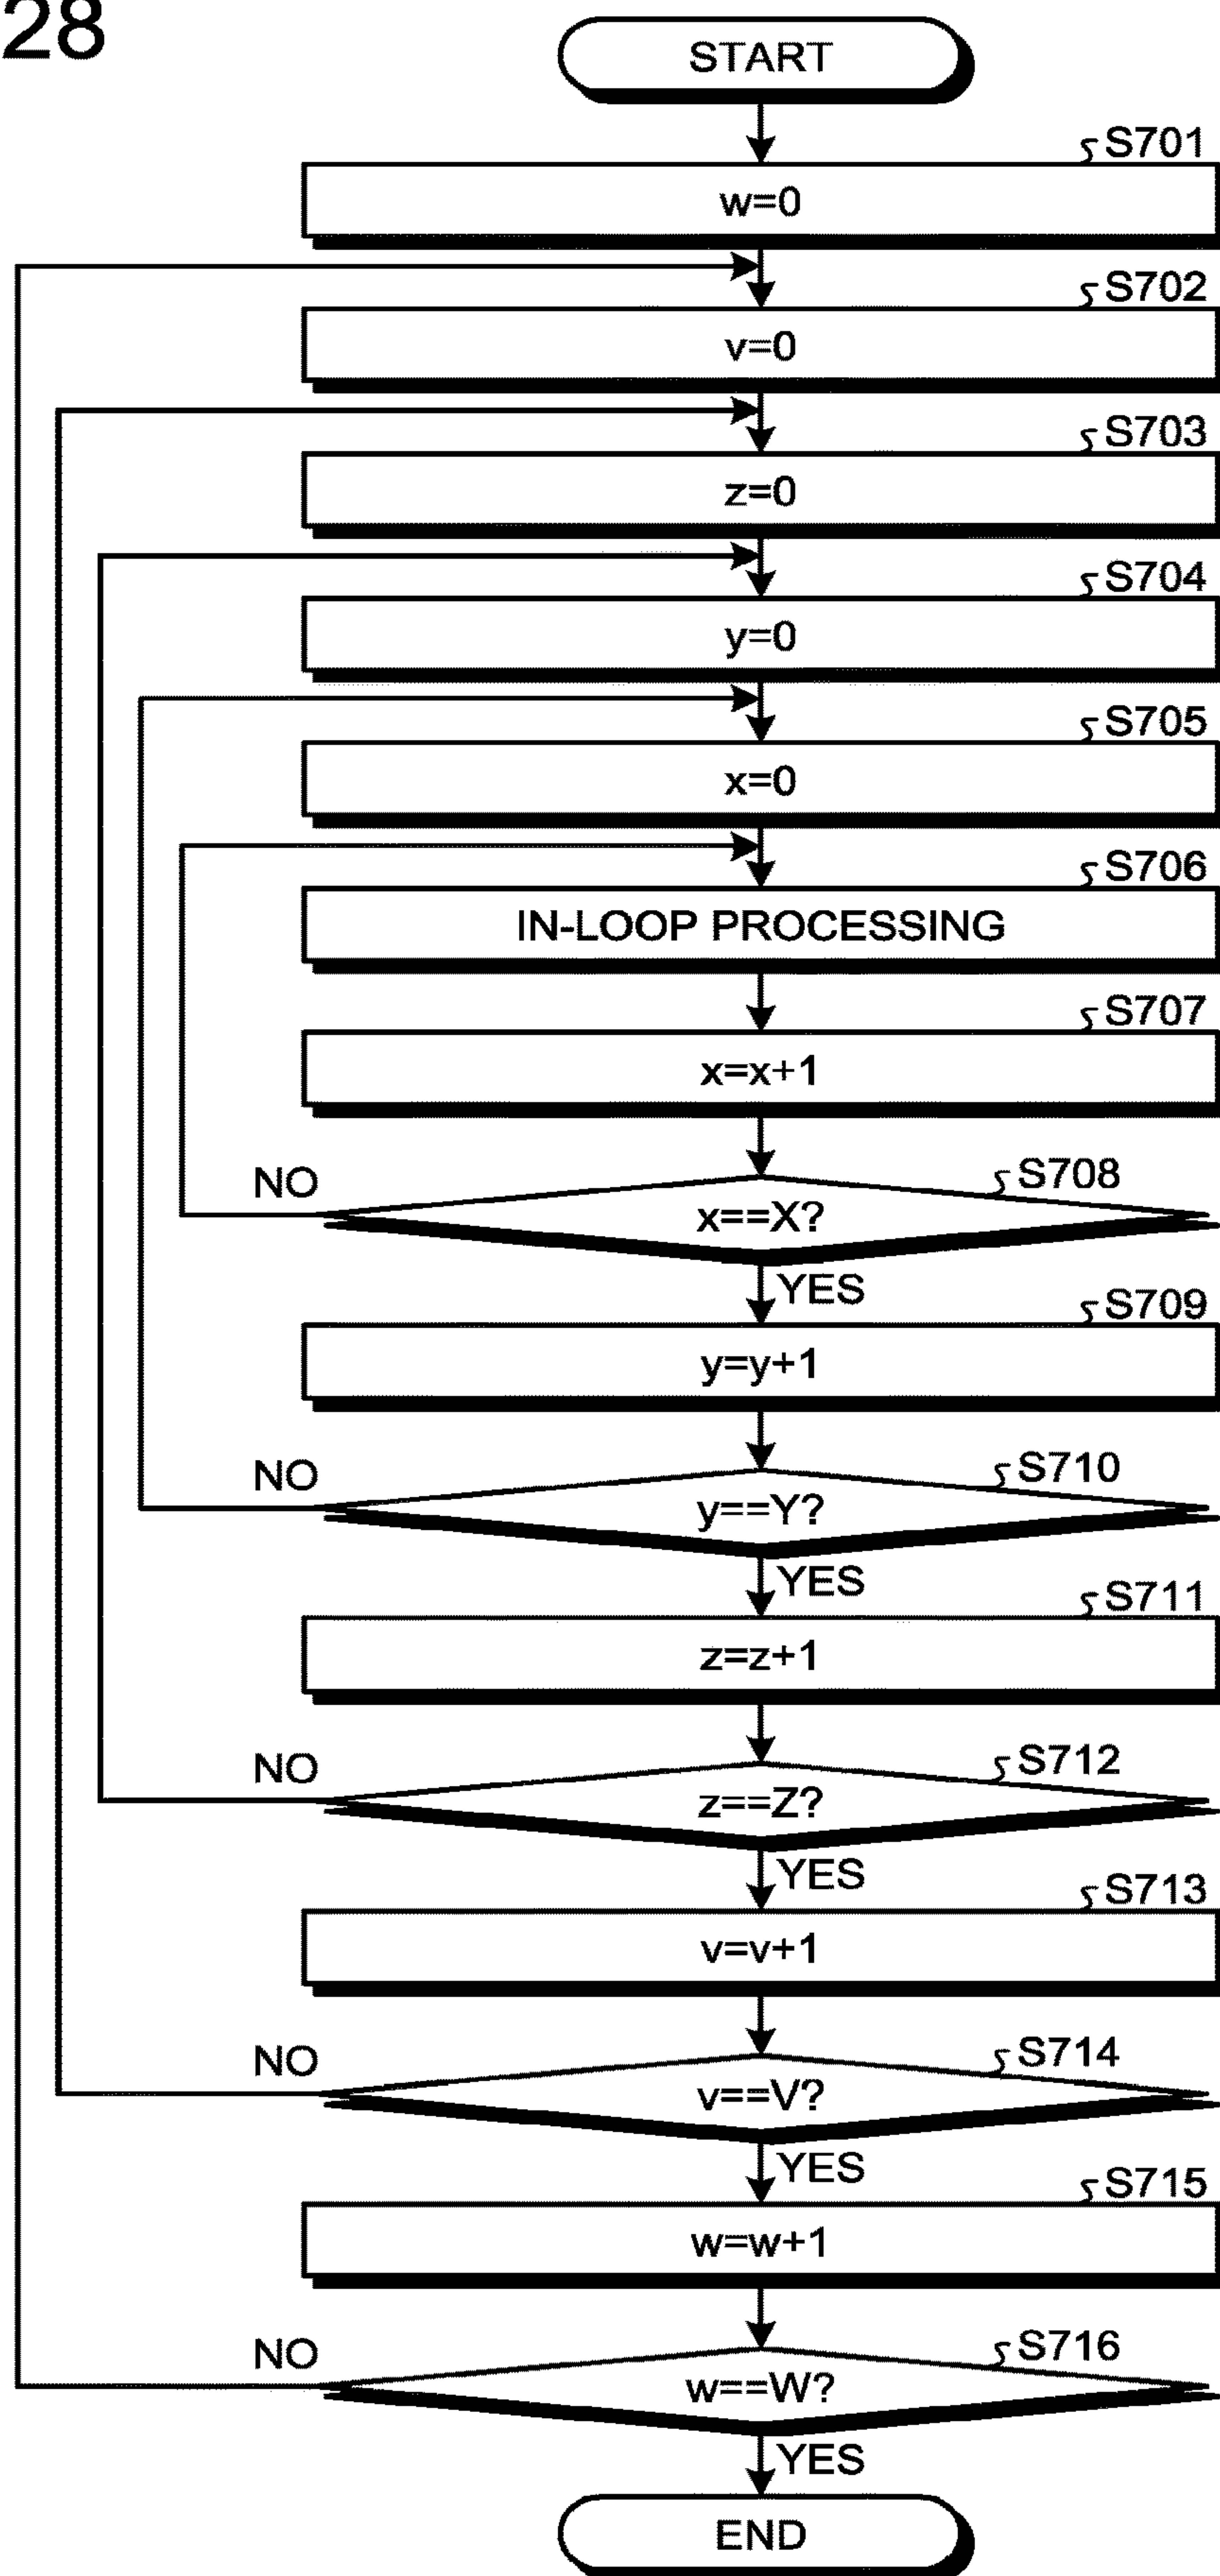 28
START
S701
w=0
S702
v=0
S703
z=0
S704
y=0
S705
x=0
S706
IN-LOOP PROCESSING
S707
x=x+1
S708
NO
x==X?
YES
S709
y=y+1
S710
NO
y==Y?
YES
S711
z=z+1
S712
NO
z==Z?
YES
S713
v=v+1
S714
NO
v==V?
YES
S715
w=w+1
S716
NO
w==W?
YES
END